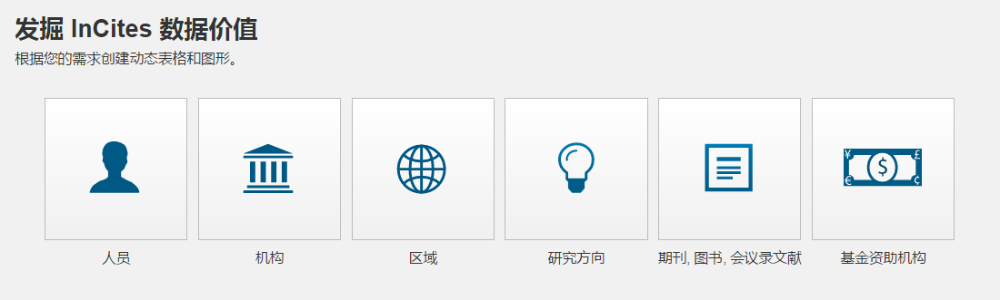 发掘 InCites 数据价值
根据您的需求创建动态表格和图形。
¥ £
$
€ ¢
人员 机构 区域 研究方向 期刊, 图书, 会议录文献 基金资助机构